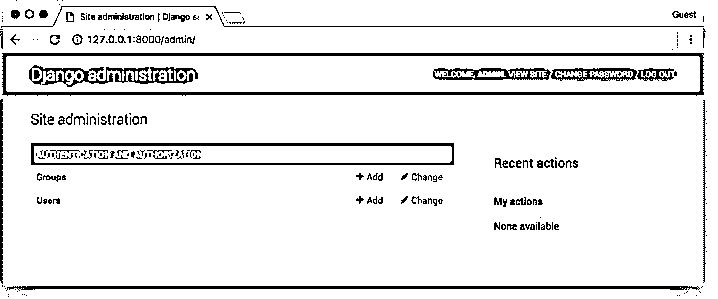 Site administration | Django s
Guest
127.0.0.1:8000/admin/
Django administration
WELCOME, ADMIN. VIEW SITE / CHANGE PASSWORD / LOG OUT
Site administration
AUTHENTICATION AND AUTHORIZATION
Groups + Add Change
Users + Add Change
Recent actions
My actions
None available